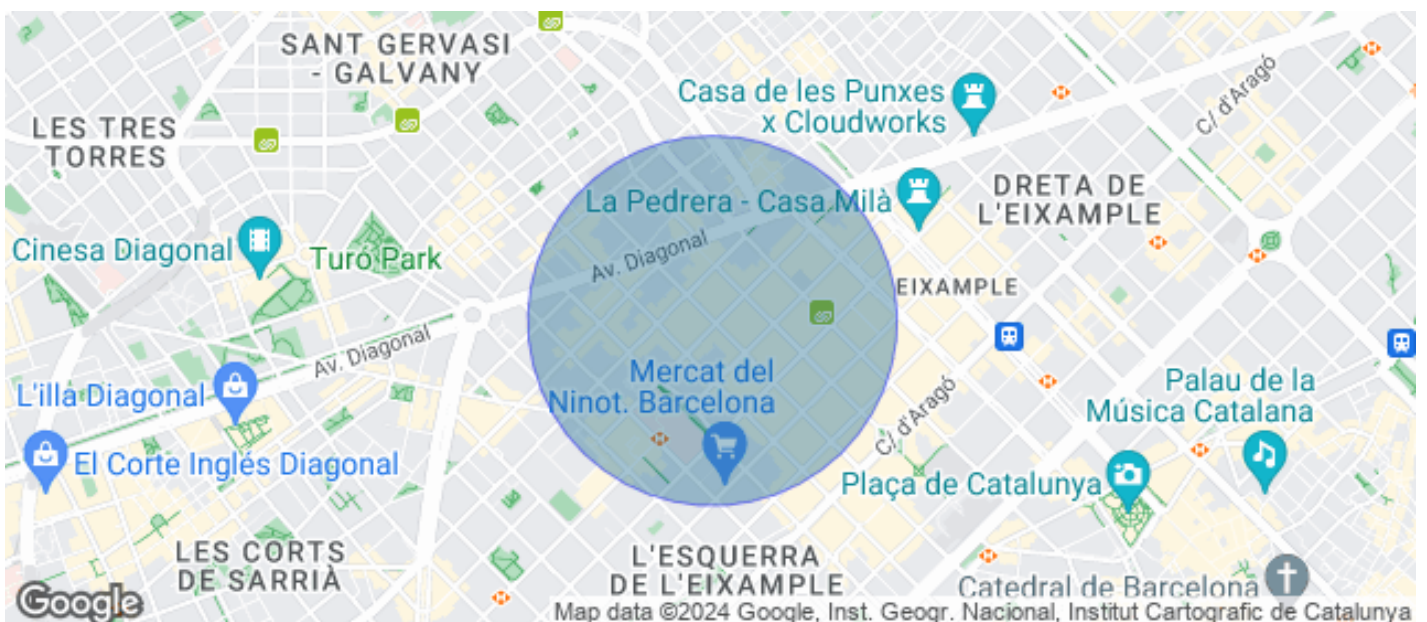 SANT GERVASI
- GALVANY
LES TRES
TORRES
Casa de les Punxes
x Cloudworks
C/ d'Aragó
La Pedrera - Casa Milà
DRETA DE
L'EIXAMPLE
Cinesa Diagonal
Turó Park
Av. Diagonal
EIXAMPLE
Av. Diagonal
L'illa Diagonal
Mercat del
Ninot. Barcelona
C/ d'Aragó
Palau de la
Música Catalana
El Corte Inglés Diagonal
Plaça de Catalunya
LES CORTS
DE SARRIÀ
L'ESQUERRA
DE L'EIXAMPLE
Catedral de Barcelona
Google
Map data ©2024 Google, Inst. Geogr. Nacional, Institut Cartografic de Catalunya